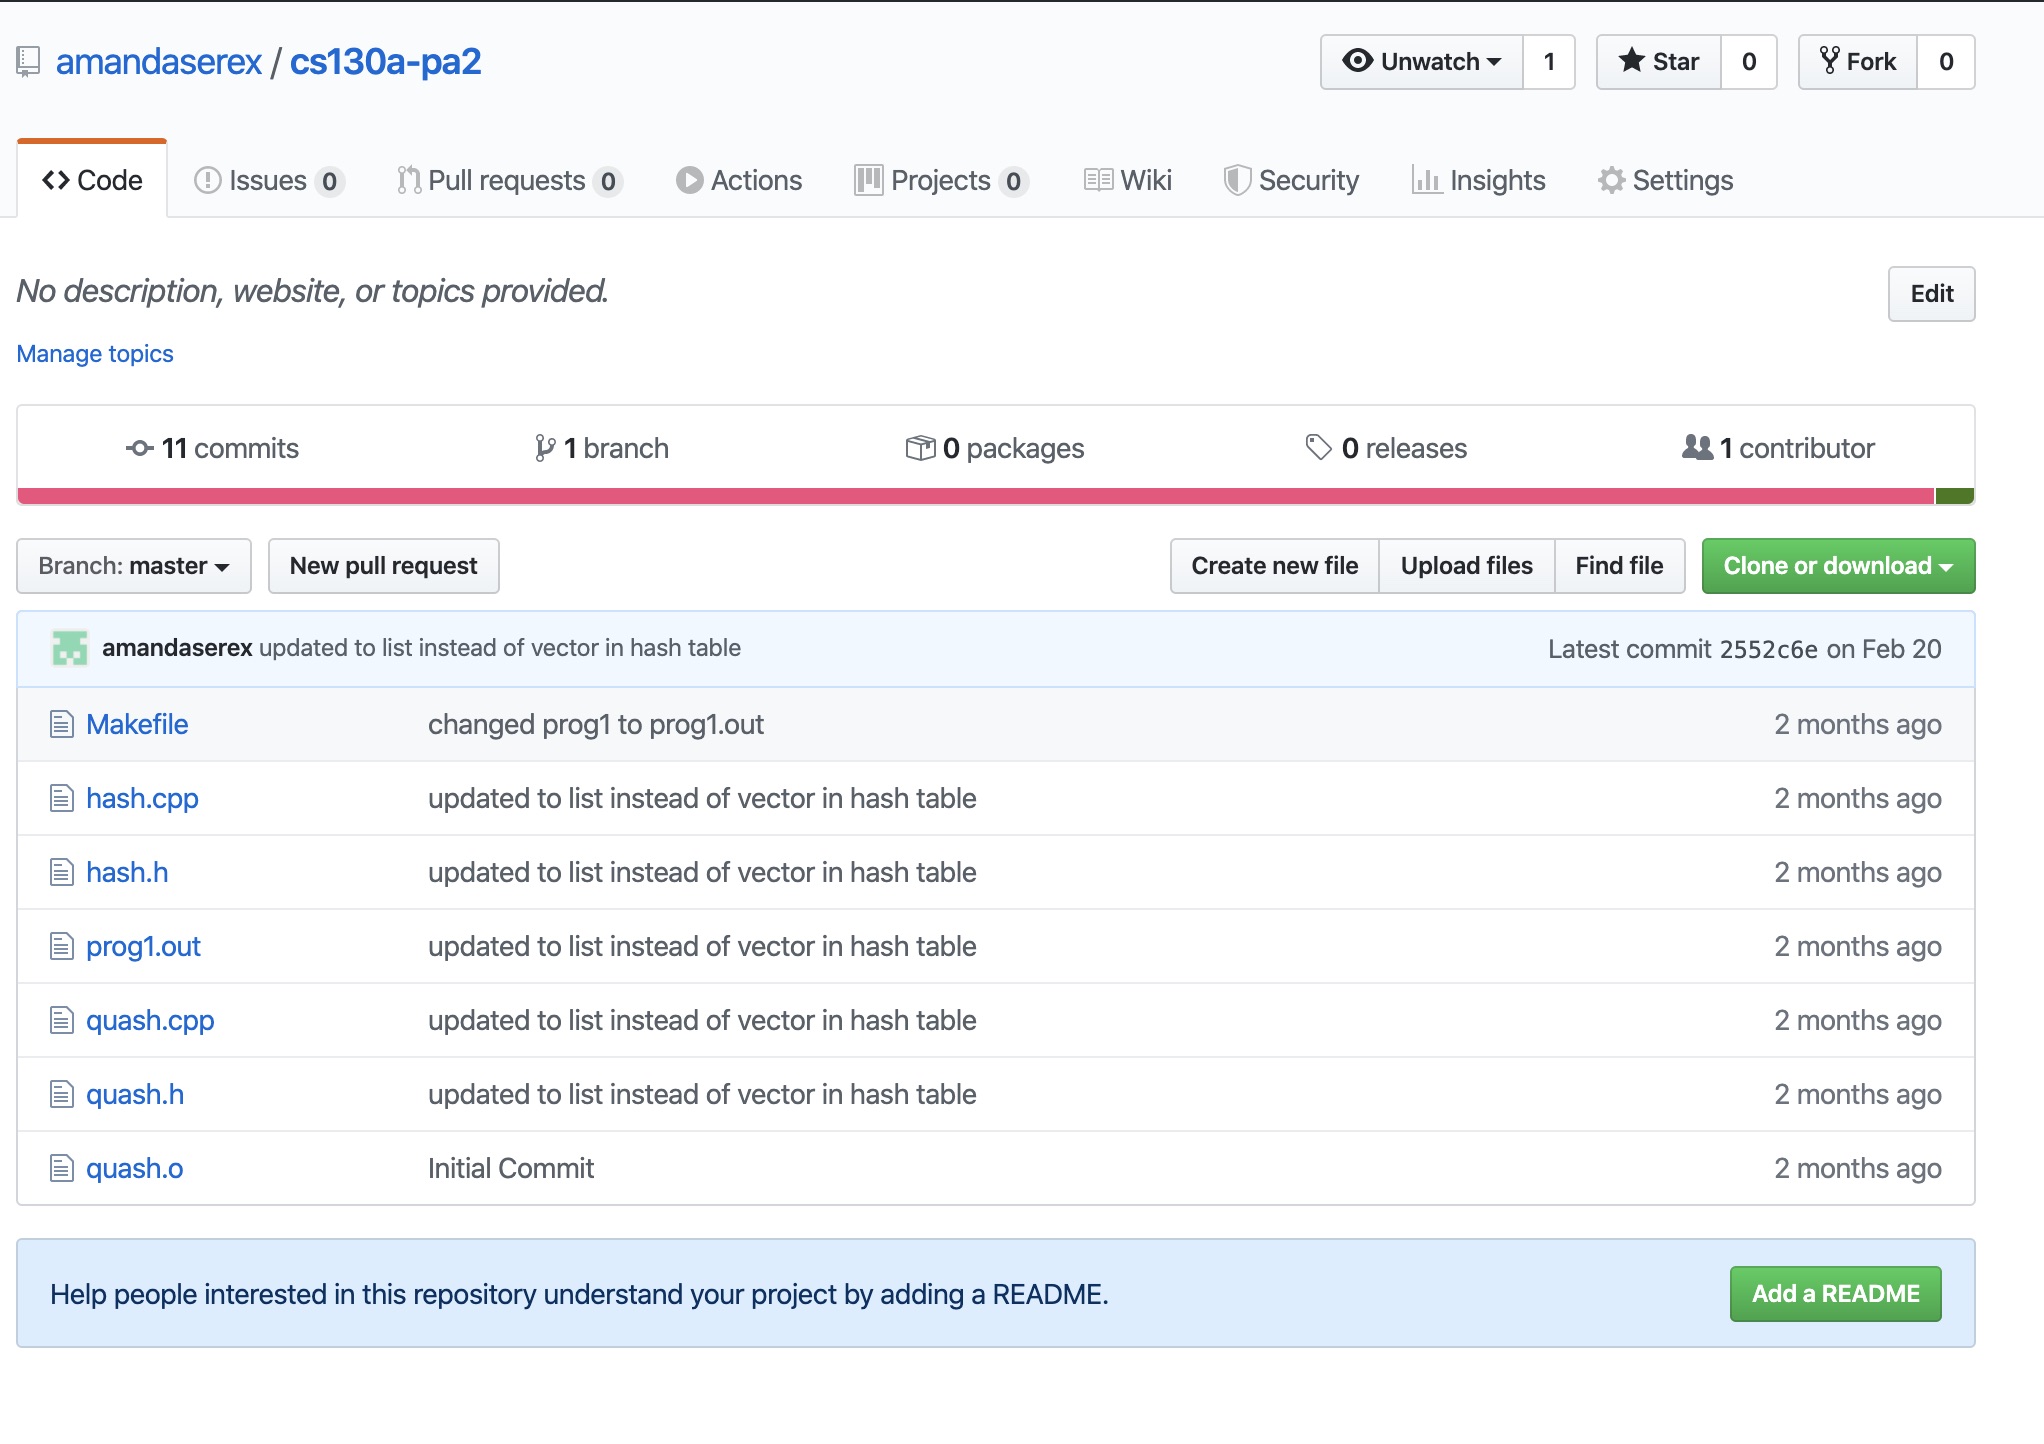 amandaserex / cs130a-pa2
Unwatch 1 Star 0 Fork 0
Code Issues 0 Pull requests 0 Actions Projects 0 Wiki Security Insights Settings
No description, website, or topics provided. Edit
Manage topics
11 commits 1 branch 0 packages 0 releases 1 contributor
Branch: master New pull request Create new file Upload files Find file Clone or download
amandaserex updated to list instead of vector in hash table Latest commit 2552c6e on Feb 20
Makefile changed prog1 to prog1.out 2 months ago
hash.cpp updated to list instead of vector in hash table 2 months ago
hash.h updated to list instead of vector in hash table 2 months ago
prog1.out updated to list instead of vector in hash table 2 months ago
quash.cpp updated to list instead of vector in hash table 2 months ago
quash.h updated to list instead of vector in hash table 2 months ago
quash.o Initial Commit 2 months ago
Help people interested in this repository understand your project by adding a README. Add a README